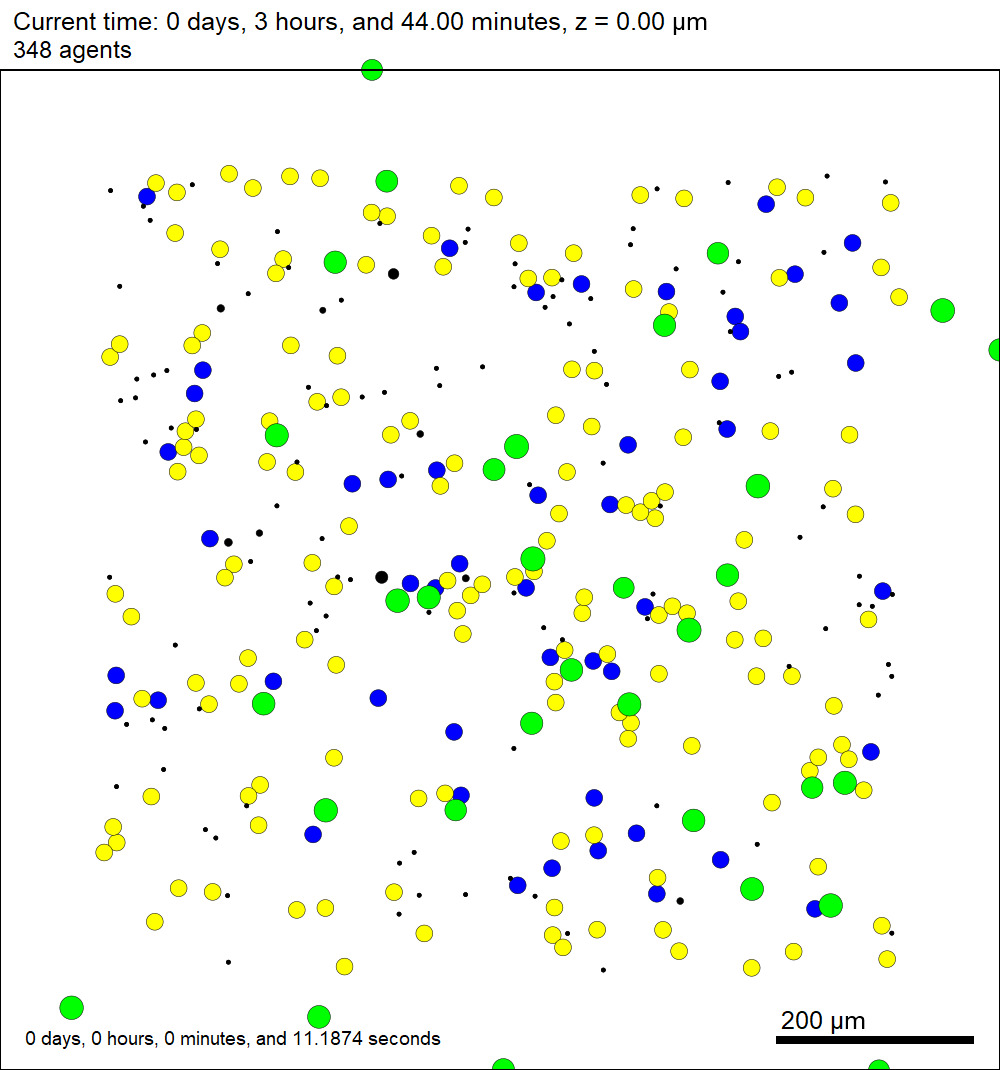 Current time: 0 days, 3 hours, and 44.00 minutes, z = 0.00 µm
348 agents
200 µm
0 days, 0 hours, 0 minutes, and 11.1874 seconds